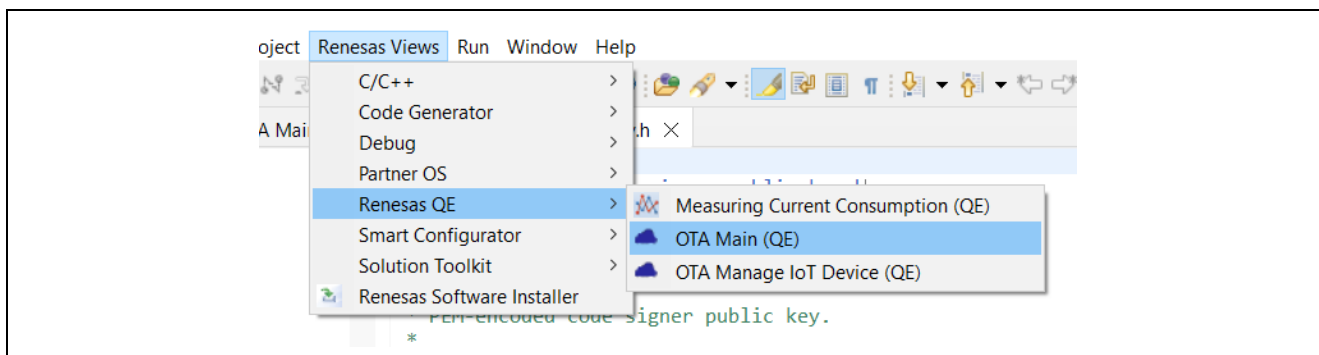 oject Renesas Views Run Window Help
C/C++
Code Generator
A Mai
.h
Debug
Partner OS
Renesas QE
Measuring Current Consumption (QE)
Smart Configurator
OTA Main (QE)
Solution Toolkit
OTA Manage IoT Device (QE)
Renesas Software Installer
* PEM-encoded code signer public key.
*